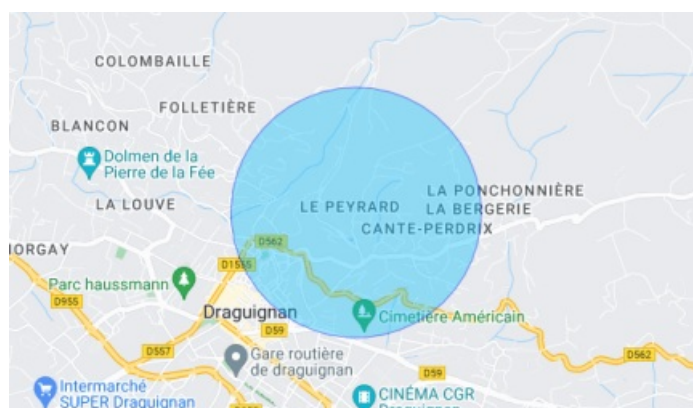 COLOMBAILLE
FOLLETIÈRE
BLANCON
Dolmen de la
Pierre de la Fée
LA LOUVE
LE PEYRARD
LA PONCHONNIÈRE
LA BERGERIE
CANTE-PERDRIX
D562
D1555
Parc haussmann
D955
Draguignan
Cimetière Américain
D59
D557
Gare routière
de draguignan
D562
D59
Intermarché
SUPER Draguignan
CINÉMA CGR
Draguignan